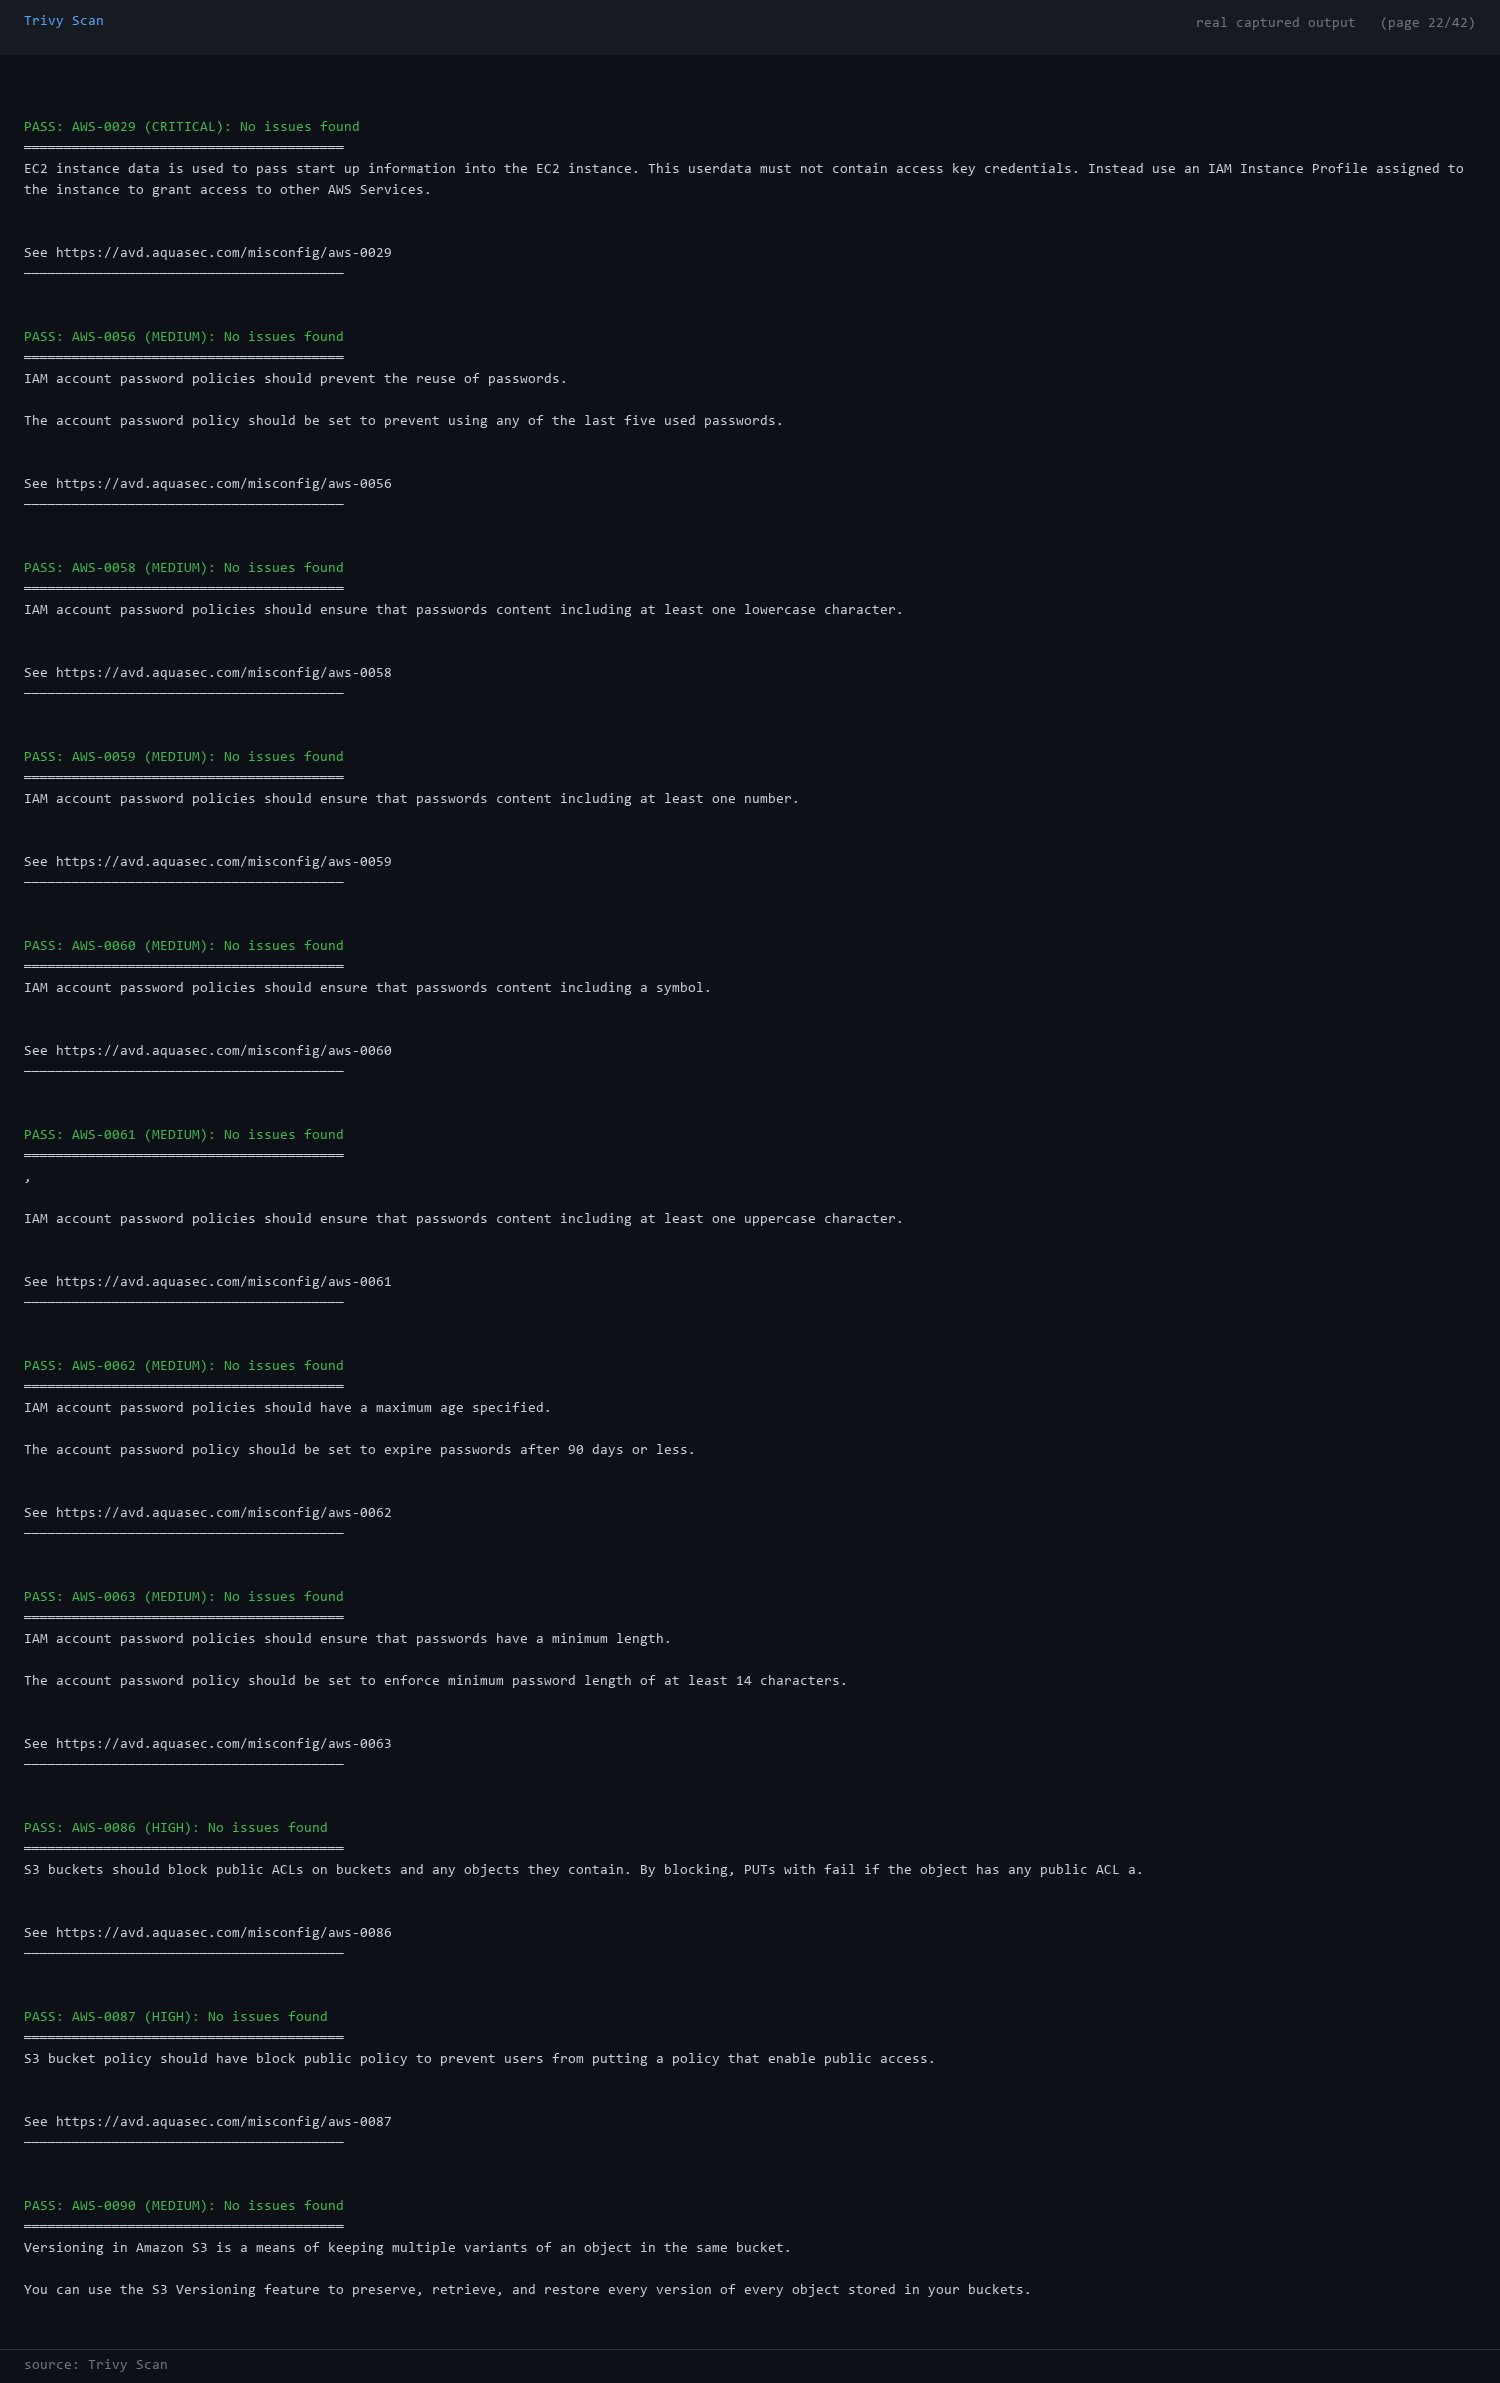 Trivy Scan
real captured output   (page 22/42)
PASS: AWS-0029 (CRITICAL): No issues found
════════════════════════════════════════
EC2 instance data is used to pass start up information into the EC2 instance. This userdata must not contain access key credentials. Instead use an IAM Instance Profile assigned to
the instance to grant access to other AWS Services.
See https://avd.aquasec.com/misconfig/aws-0029
────────────────────────────────────────
PASS: AWS-0056 (MEDIUM): No issues found
════════════════════════════════════════
IAM account password policies should prevent the reuse of passwords.
The account password policy should be set to prevent using any of the last five used passwords.
See https://avd.aquasec.com/misconfig/aws-0056
────────────────────────────────────────
PASS: AWS-0058 (MEDIUM): No issues found
════════════════════════════════════════
IAM account password policies should ensure that passwords content including at least one lowercase character.
See https://avd.aquasec.com/misconfig/aws-0058
────────────────────────────────────────
PASS: AWS-0059 (MEDIUM): No issues found
════════════════════════════════════════
IAM account password policies should ensure that passwords content including at least one number.
See https://avd.aquasec.com/misconfig/aws-0059
────────────────────────────────────────
PASS: AWS-0060 (MEDIUM): No issues found
════════════════════════════════════════
IAM account password policies should ensure that passwords content including a symbol.
See https://avd.aquasec.com/misconfig/aws-0060
────────────────────────────────────────
PASS: AWS-0061 (MEDIUM): No issues found
════════════════════════════════════════
,
IAM account password policies should ensure that passwords content including at least one uppercase character.
See https://avd.aquasec.com/misconfig/aws-0061
────────────────────────────────────────
PASS: AWS-0062 (MEDIUM): No issues found
════════════════════════════════════════
IAM account password policies should have a maximum age specified.
The account password policy should be set to expire passwords after 90 days or less.
See https://avd.aquasec.com/misconfig/aws-0062
────────────────────────────────────────
PASS: AWS-0063 (MEDIUM): No issues found
════════════════════════════════════════
IAM account password policies should ensure that passwords have a minimum length.
The account password policy should be set to enforce minimum password length of at least 14 characters.
See https://avd.aquasec.com/misconfig/aws-0063
────────────────────────────────────────
PASS: AWS-0086 (HIGH): No issues found
════════════════════════════════════════
S3 buckets should block public ACLs on buckets and any objects they contain. By blocking, PUTs with fail if the object has any public ACL a.
See https://avd.aquasec.com/misconfig/aws-0086
────────────────────────────────────────
PASS: AWS-0087 (HIGH): No issues found
════════════════════════════════════════
S3 bucket policy should have block public policy to prevent users from putting a policy that enable public access.
See https://avd.aquasec.com/misconfig/aws-0087
────────────────────────────────────────
PASS: AWS-0090 (MEDIUM): No issues found
════════════════════════════════════════
Versioning in Amazon S3 is a means of keeping multiple variants of an object in the same bucket.
You can use the S3 Versioning feature to preserve, retrieve, and restore every version of every object stored in your buckets.
source: Trivy Scan